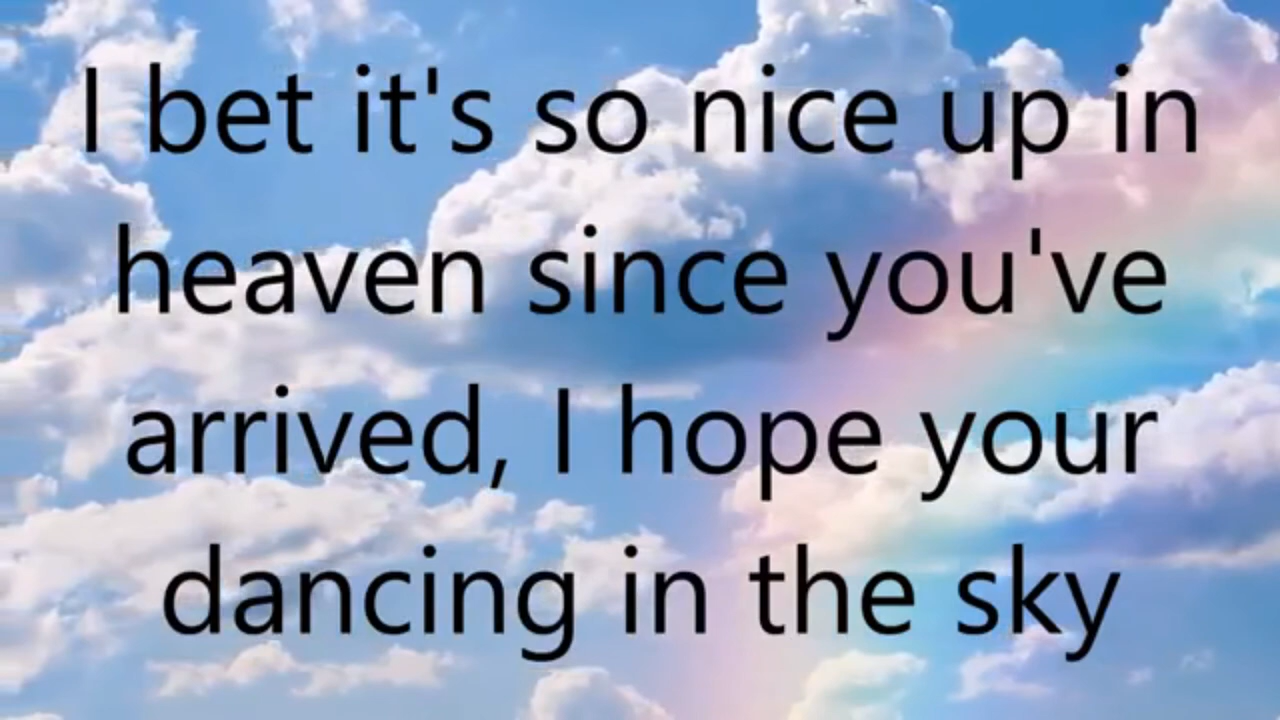 I bet it's so nice up in
heaven since you've
arrived, I hope your
dancing in the sky